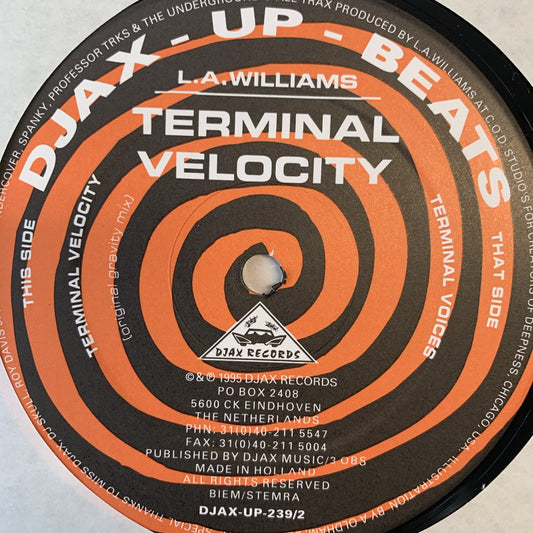 DJAX - UP - BEATS
L.A. WILLIAMS
TERMINAL
VELOCITY
THIS SIDE
TERMINAL VELOCITY
(original gravity mix)
THAT SIDE
TERMINAL VOICES
DJAX RECORDS
© & ℗ 1995 DJAX RECORDS
PO BOX 2408
5600 CK EINDHOVEN
THE NETHERLANDS
PHN: 31(0)40-211 5547
FAX: 31(0)40-211 5004
PUBLISHED BY DJAX MUSIC/3 OBS
MADE IN HOLLAND
ALL RIGHTS RESERVED
BIEM/STEMRA
DJAX-UP-239/2
TRAX PRODUCED BY L.A. WILLIAMS AT C.O.D. STUDIO'S FOR CREATORS OF DEEPNESS, CHICAGO, USA. ILLUSTRATION BY A.OLDHAM.
SPECIAL THANKS TO MISS DJAX, DJ SKULL, ROY DAVIS SPANKY, PROFESSOR TRKS & THE UNDERGROUND